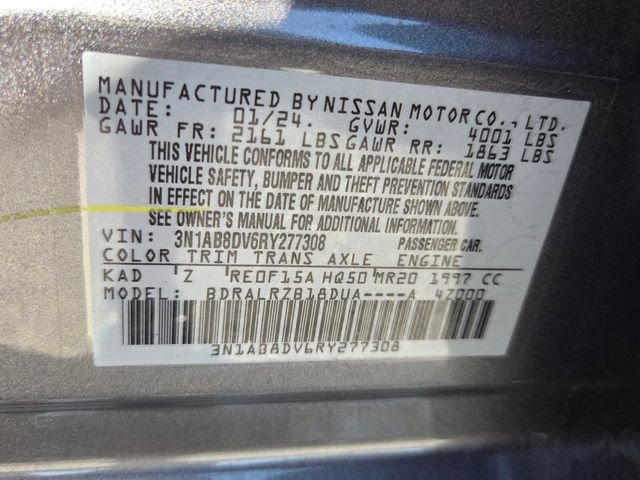 MANUFACTURED BY NISSAN MOTOR CO., LTD.
DATE: 01/24. GVWR: 4001 LBS
GAWR FR: 2161 LBS GAWR RR: 1863 LBS
THIS VEHICLE CONFORMS TO ALL APPLICABLE FEDERAL MOTOR
VEHICLE SAFETY, BUMPER AND THEFT PREVENTION STANDARDS
IN EFFECT ON THE DATE OF MANUFACTURE SHOWN ABOVE.
SEE OWNER'S MANUAL FOR ADDITIONAL INFORMATION.
VIN: 3N1AB8DV6RY277308 PASSENGER CAR.
COLOR TRIM TRANS AXLE ENGINE
KAD Z RE0F15A HQ50 MR20 1997 CC
MODEL: BDRALRZB18DUA----A 4Z000
3N1AB8DV6RY277308